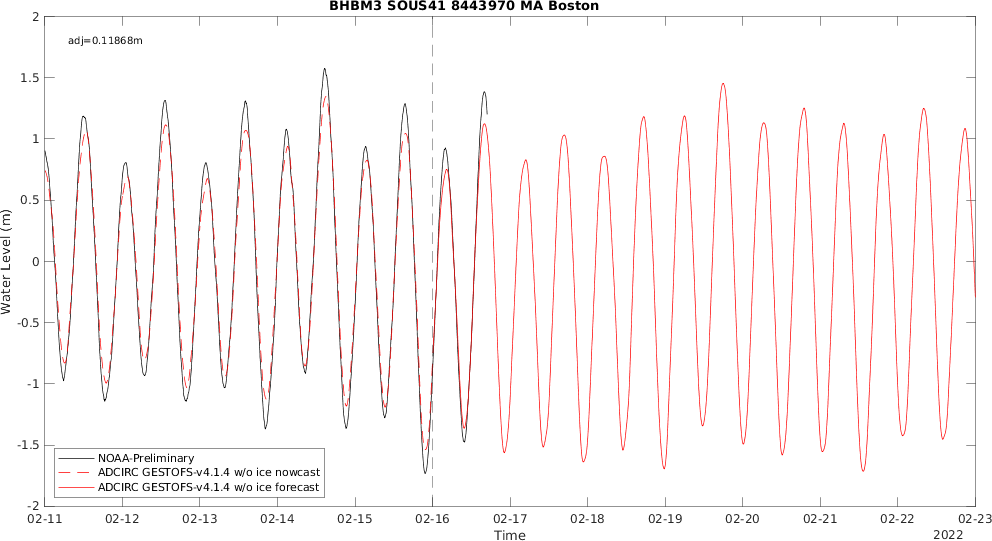 BHBM3 SOUS41 8443970 MA Boston
adj=0.11868m
2
1.5
1
0.5
0
-0.5
-1
-1.5
-2
Water Level (m)
NOAA-Preliminary
ADCIRC GESTOFS-v4.1.4 w/o ice nowcast
ADCIRC GESTOFS-v4.1.4 w/o ice forecast
02-11 02-12 02-13 02-14 02-15 02-16 02-17 02-18 02-19 02-20 02-21 02-22 02-23
Time
2022